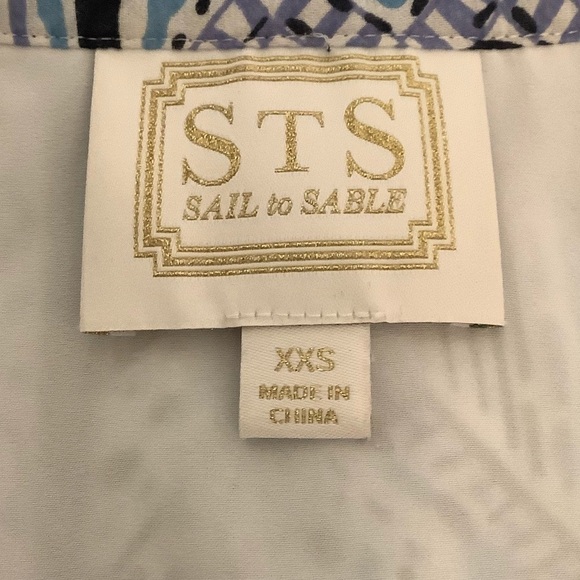 STS
SAIL to SABLE
XXS
MADE IN
CHINA